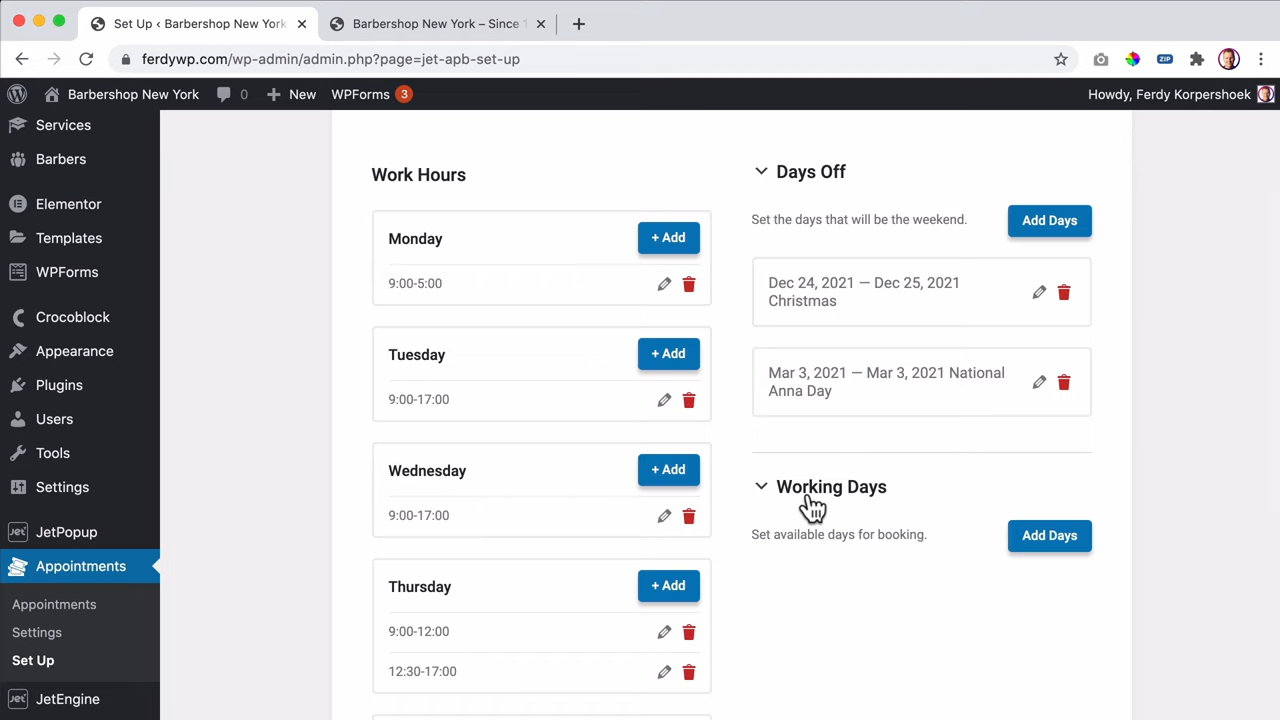 Set Up ‹ Barbershop New York
Barbershop New York – Since 1
ferdywp.com/wp-admin/admin.php?page=jet-apb-set-up
ZIP
Barbershop New York
0
New
WPForms 3
Howdy, Ferdy Korpershoek
Services
Barbers
Elementor
Templates
WPForms
Crocoblock
Appearance
Plugins
Users
Tools
Settings
Jet JetPopup
Appointments
Appointments
Settings
Set Up
Jet JetEngine
Work Hours
Monday
+ Add
9:00-5:00
Tuesday
+ Add
9:00-17:00
Wednesday
+ Add
9:00-17:00
Thursday
+ Add
9:00-12:00
12:30-17:00
Days Off
Set the days that will be the weekend.
Add Days
Dec 24, 2021 — Dec 25, 2021
Christmas
Mar 3, 2021 — Mar 3, 2021 National
Anna Day
Working Days
Set available days for booking.
Add Days